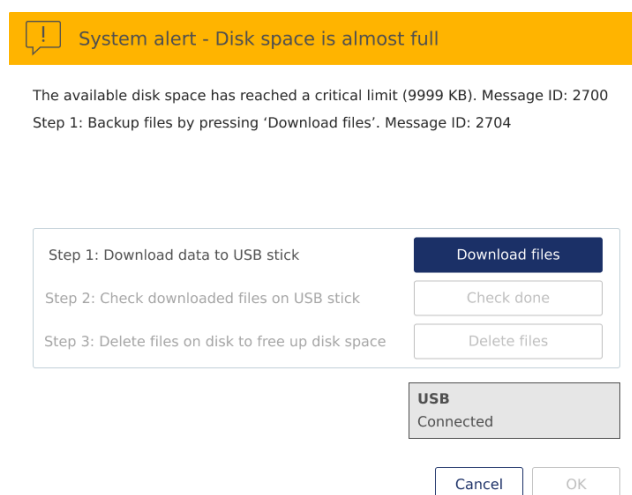 !
System alert - Disk space is almost full
The available disk space has reached a critical limit (9999 KB). Message ID: 2700
Step 1: Backup files by pressing ‘Download files’. Message ID: 2704
Step 1: Download data to USB stick
Download files
Step 2: Check downloaded files on USB stick
Check done
Step 3: Delete files on disk to free up disk space
Delete files
USB
Connected
Cancel
OK